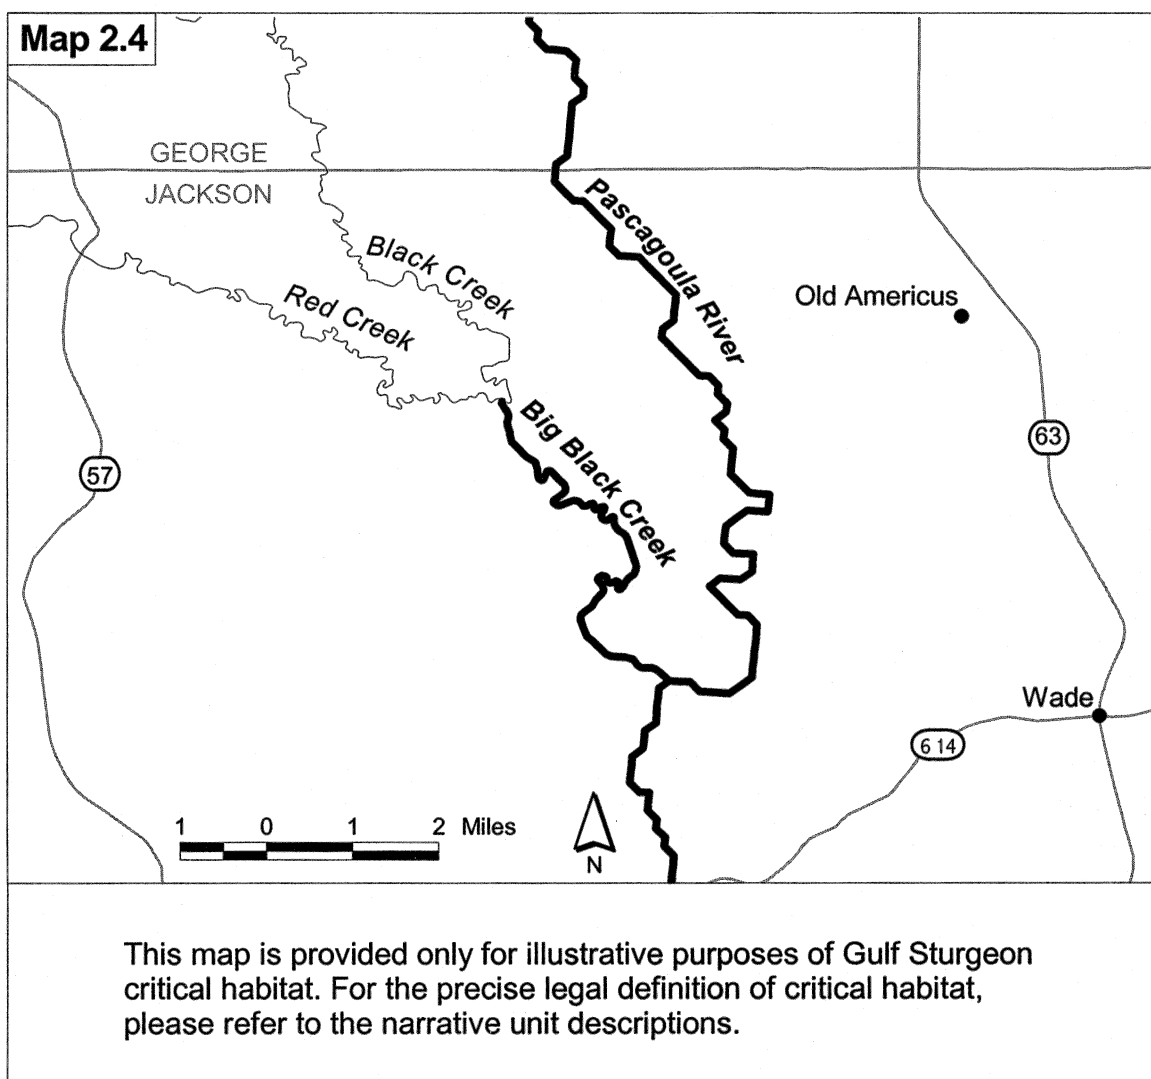 Map 2.4
GEORGE
JACKSON
Pascagoula River
Black Creek
Red Creek
Old Americus
Big Black Creek
63
57
Wade
6 14
1 0 1 2 Miles
N
This map is provided only for illustrative purposes of Gulf Sturgeon
critical habitat. For the precise legal definition of critical habitat,
please refer to the narrative unit descriptions.